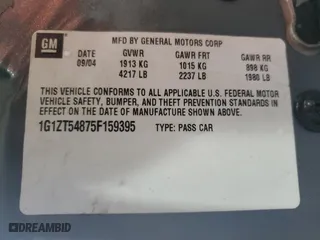 GM
MFD BY GENERAL MOTORS CORP
DATE GVWR GAWR FRT GAWR RR
09/04 1913 KG 1015 KG 898 KG
4217 LB 2237 LB 1980 LB
THIS VEHICLE CONFORMS TO ALL APPLICABLE U.S. FEDERAL MOTOR
VEHICLE SAFETY, BUMPER, AND THEFT PREVENTION STANDARDS IN
EFFECT ON THE DATE OF MANUFACTURE SHOWN ABOVE.
1G1ZT54875F159395 TYPE: PASS CAR
DREAMBID